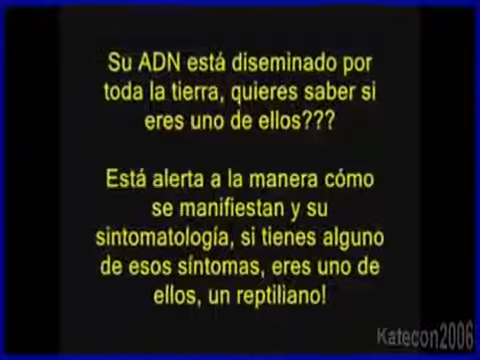 Su ADN está diseminado por
toda la tierra, quieres saber si
eres uno de ellos???
Está alerta a la manera cómo
se manifiestan y su
sintomatología, si tienes alguno
de esos síntomas, eres uno de
ellos, un reptiliano!
Katecon2006